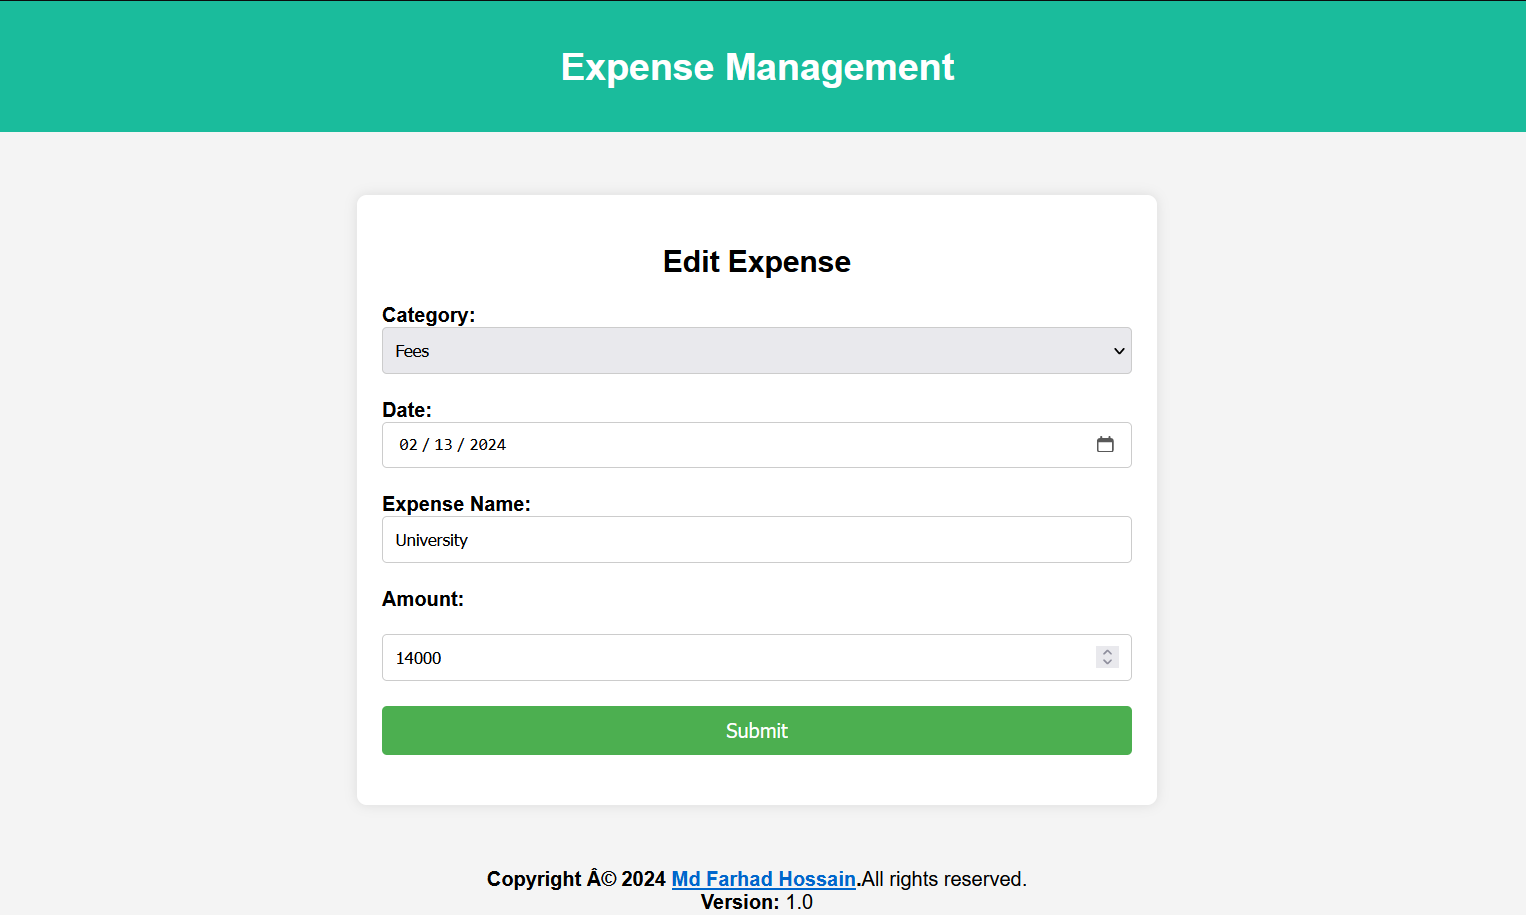 Expense Management
Edit Expense
Category:
Fees
Date:
02 / 13 / 2024
Expense Name:
University
Amount:
14000
Submit
Copyright Â© 2024 Md Farhad Hossain.All rights reserved.
Version: 1.0